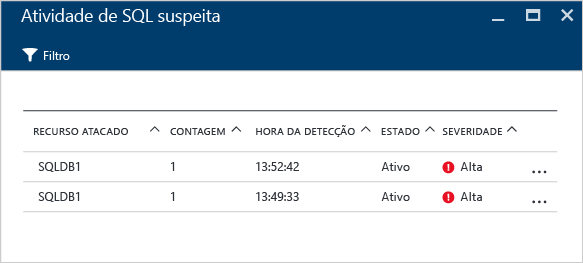 Atividade de SQL suspeita
Filtro
RECURSO ATACADO CONTAGEM HORA DA DETECÇÃO ESTADO SEVERIDADE
SQLDB1 1 13:52:42 Ativo Alta ...
SQLDB1 1 13:49:33 Ativo Alta ...